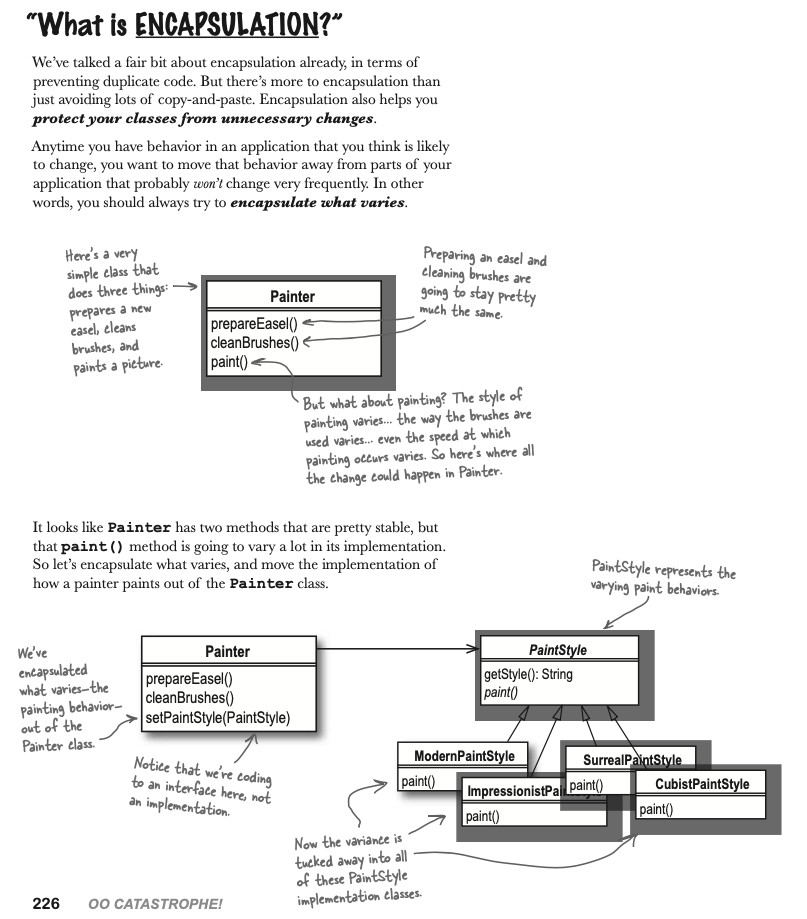 “What is ENCAPSULATION?”
We’ve talked a fair bit about encapsulation already, in terms of
preventing duplicate code. But there’s more to encapsulation than
just avoiding lots of copy-and-paste. Encapsulation also helps you
protect your classes from unnecessary changes.
Anytime you have behavior in an application that you think is likely
to change, you want to move that behavior away from parts of your
application that probably won’t change very frequently. In other
words, you should always try to encapsulate what varies.
Here’s a very
simple class that
does three things:
prepares a new
easel, cleans
brushes, and
paints a picture.
Painter
prepareEasel()
cleanBrushes()
paint()
Preparing an easel and
cleaning brushes are
going to stay pretty
much the same.
But what about painting? The style of
painting varies... the way the brushes are
used varies... even the speed at which
painting occurs varies. So here’s where all
the change could happen in Painter.
It looks like Painter has two methods that are pretty stable, but
that paint() method is going to vary a lot in its implementation.
So let’s encapsulate what varies, and move the implementation of
how a painter paints out of the Painter class.
PaintStyle represents the
varying paint behaviors.
We’ve
encapsulated
what varies—the
painting behavior—
out of the
Painter class.
Painter
prepareEasel()
cleanBrushes()
setPaintStyle(PaintStyle)
PaintStyle
getStyle(): String
paint()
Notice that we’re coding
to an interface here, not
an implementation.
ModernPaintStyle
paint()
ImpressionistPain
paint()
SurrealPaintStyle
paint()
CubistPaintStyle
paint()
Now the variance is
tucked away into all
of these PaintStyle
implementation classes.
226 OO CATASTROPHE!